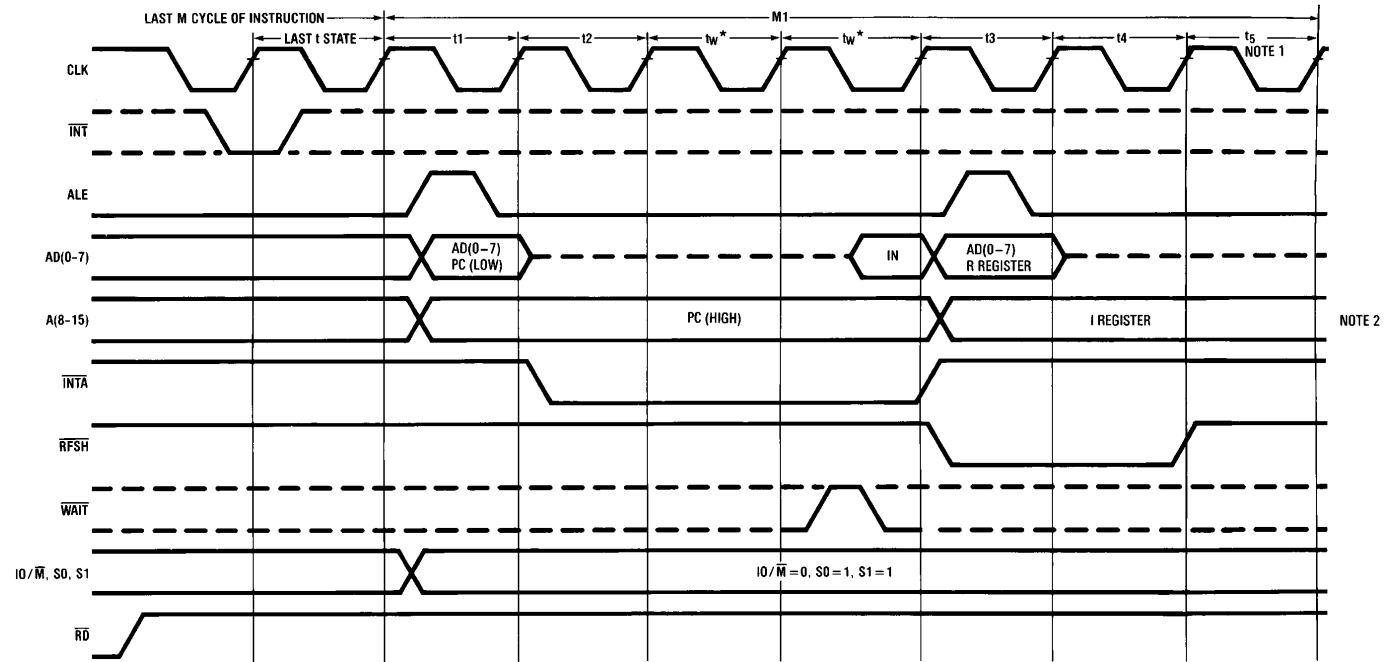 LAST M CYCLE OF INSTRUCTION
M1
LAST t STATE
t1
t2
tW*
tW*
t3
t4
t5
NOTE 1
CLK
INT
ALE
AD(0-7)
AD(0-7)
PC (LOW)
IN
AD(0-7)
R REGISTER
A(8-15)
PC (HIGH)
I REGISTER
NOTE 2
INTA
RFSH
WAIT
IO/M̅, S0, S1
IO/M̅=0, S0=1, S1=1
RD